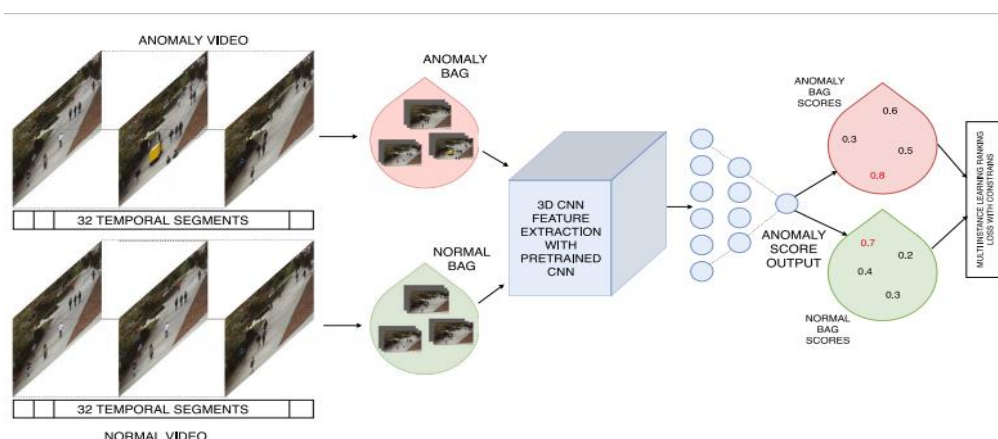 ANOMALY VIDEO
32 TEMPORAL SEGMENTS
32 TEMPORAL SEGMENTS
NORMAL VIDEO
ANOMALY
BAG
NORMAL
BAG
3D CNN
FEATURE
EXTRACTION
WITH
PRETRAINED
CNN
ANOMALY
SCORE
OUTPUT
ANOMALY
BAG
SCORES
0.6
0.3
0.5
0.8
0.7
0.2
0.4
0.3
NORMAL
BAG
SCORES
MULTI INSTANCE LEARNING RANKING
LOSS WITH CONSTRAINS